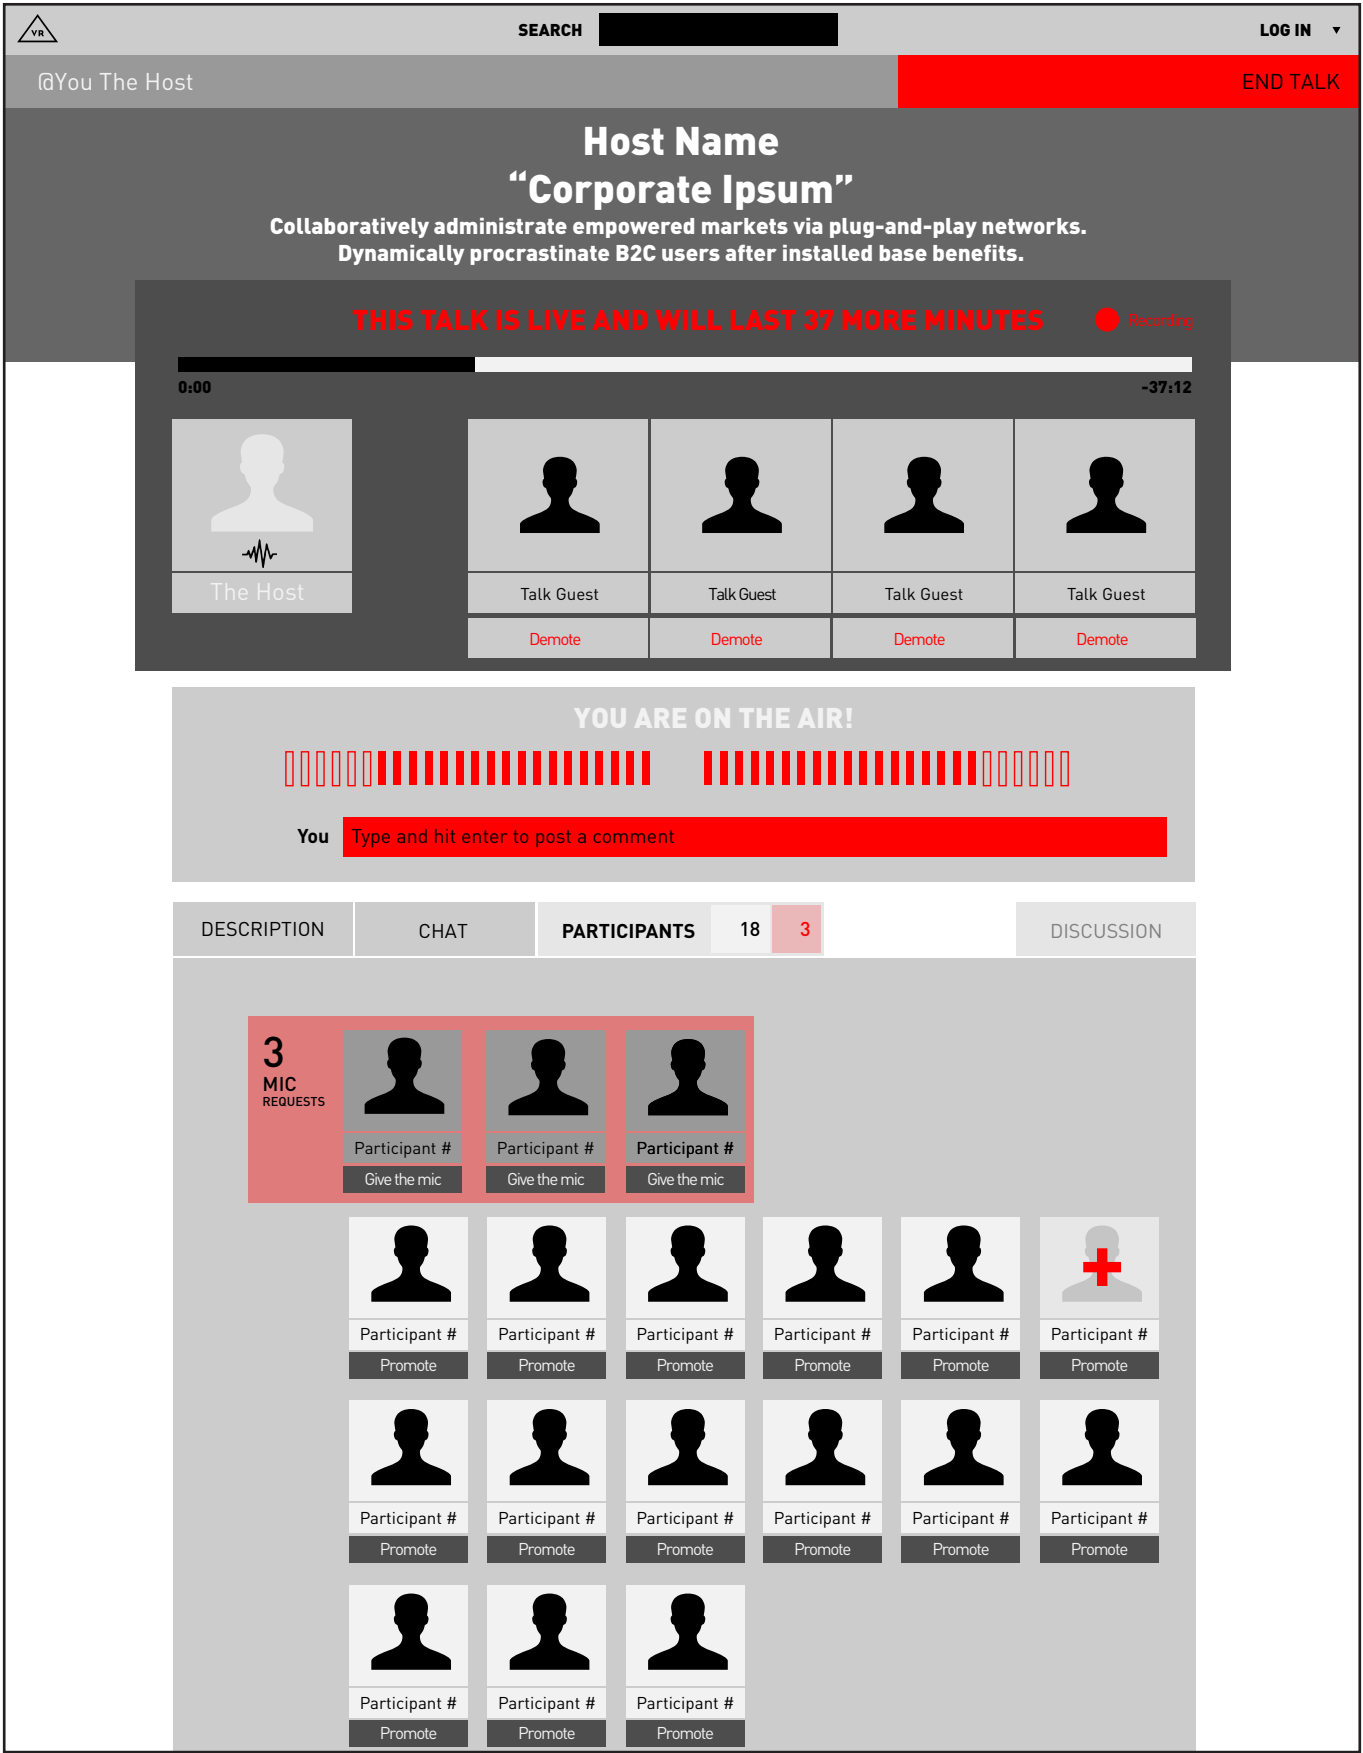 VR
SEARCH
LOG IN
@You The Host
END TALK
Host Name
“Corporate Ipsum”
Collaboratively administrate empowered markets via plug-and-play networks.
Dynamically procrastinate B2C users after installed base benefits.
THIS TALK IS LIVE AND WILL LAST 37 MORE MINUTES
Recording
0:00
-37:12
The Host
Talk Guest
Talk Guest
Talk Guest
Talk Guest
Demote
Demote
Demote
Demote
YOU ARE ON THE AIR!
You
Type and hit enter to post a comment
DESCRIPTION
CHAT
PARTICIPANTS
18
3
DISCUSSION
3
MIC
REQUESTS
Participant #
Participant #
Participant #
Give the mic
Give the mic
Give the mic
Participant #
Participant #
Participant #
Participant #
Participant #
Participant #
Promote
Promote
Promote
Promote
Promote
Promote
Participant #
Participant #
Participant #
Participant #
Participant #
Participant #
Promote
Promote
Promote
Promote
Promote
Promote
Participant #
Participant #
Participant #
Promote
Promote
Promote